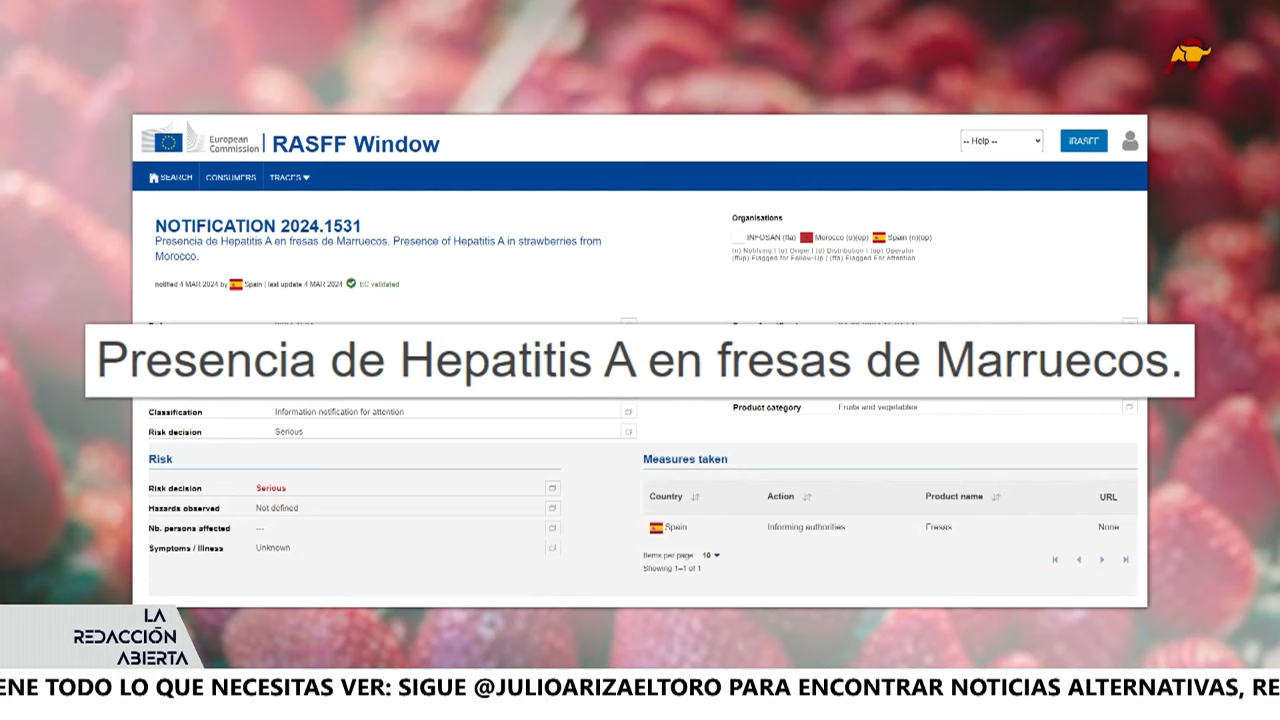 European
Commission
RASFF Window
-- Help --
iRASFF
SEARCH
CONSUMERS
TRACES
NOTIFICATION 2024.1531
Presencia de Hepatitis A en fresas de Marruecos. Presence of Hepatitis A in strawberries from
Morocco.
notified 4 MAR 2024 by Spain | last update 4 MAR 2024 EC validated
Organisations
INFOSAN (ffa) Morocco (o)(op) Spain (n)(op)
(n) Notifying | (o) Origin | (d) Distribution | (op) Operator
(ffup) Flagged for Follow-Up | (ffa) Flagged For Attention
Presencia de Hepatitis A en fresas de Marruecos.
Classification Information notification for attention
Risk decision Serious
Product category Fruits and vegetables
Risk
Risk decision Serious
Hazards observed Not defined
Nb. persons affected ---
Symptoms / Illness Unknown
Measures taken
Country Action Product name URL
Spain Informing authorities Fresas None
Items per page: 10
Showing 1–1 of 1
LA
REDACCIÓN
ABIERTA
ENE TODO LO QUE NECESITAS VER: SIGUE @JULIOARIZAELTORO PARA ENCONTRAR NOTICIAS ALTERNATIVAS, RE